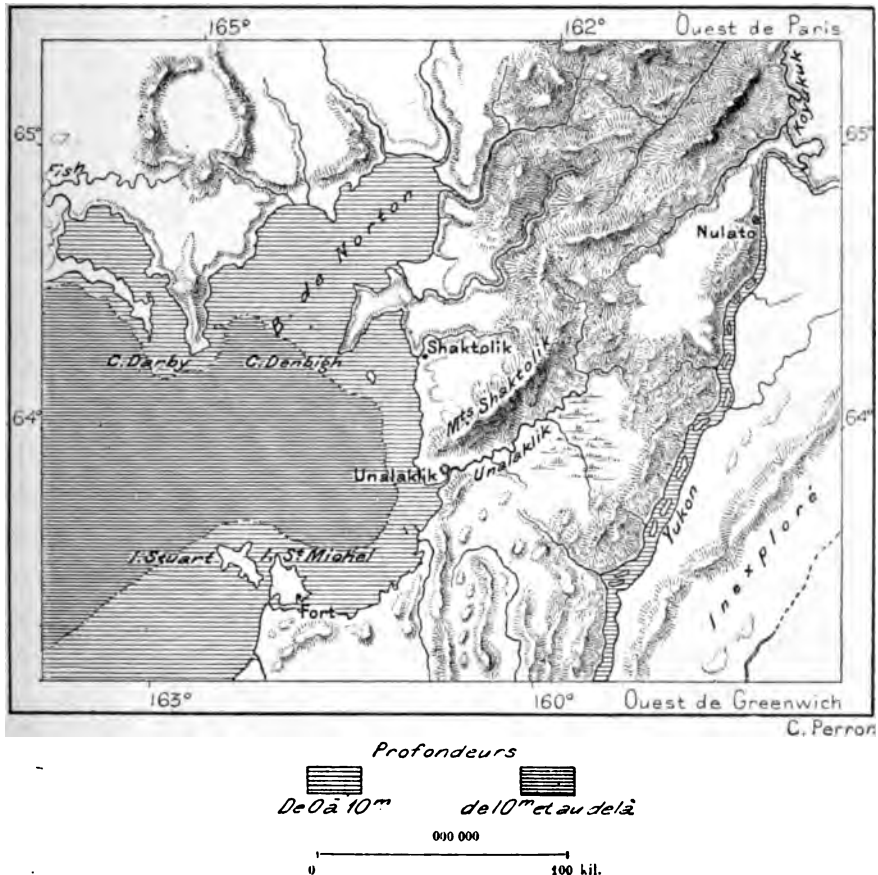 165° 162° Ouest de Paris
Koyukuk
65° 65°
Fish
B. de Norton
Nulato
Shaktolik
C. Darby C. Denbigh
Mts Shaktolik
64° 64°
Unalaklik
Unalaklik
Yukon
Inexploré
I. Stuart I. St Michel
Fort
163° 160° Ouest de Greenwich
C. Perron
Profondeurs
De 0 à 10m de 10m et au delà
000 000
0 100 kil.